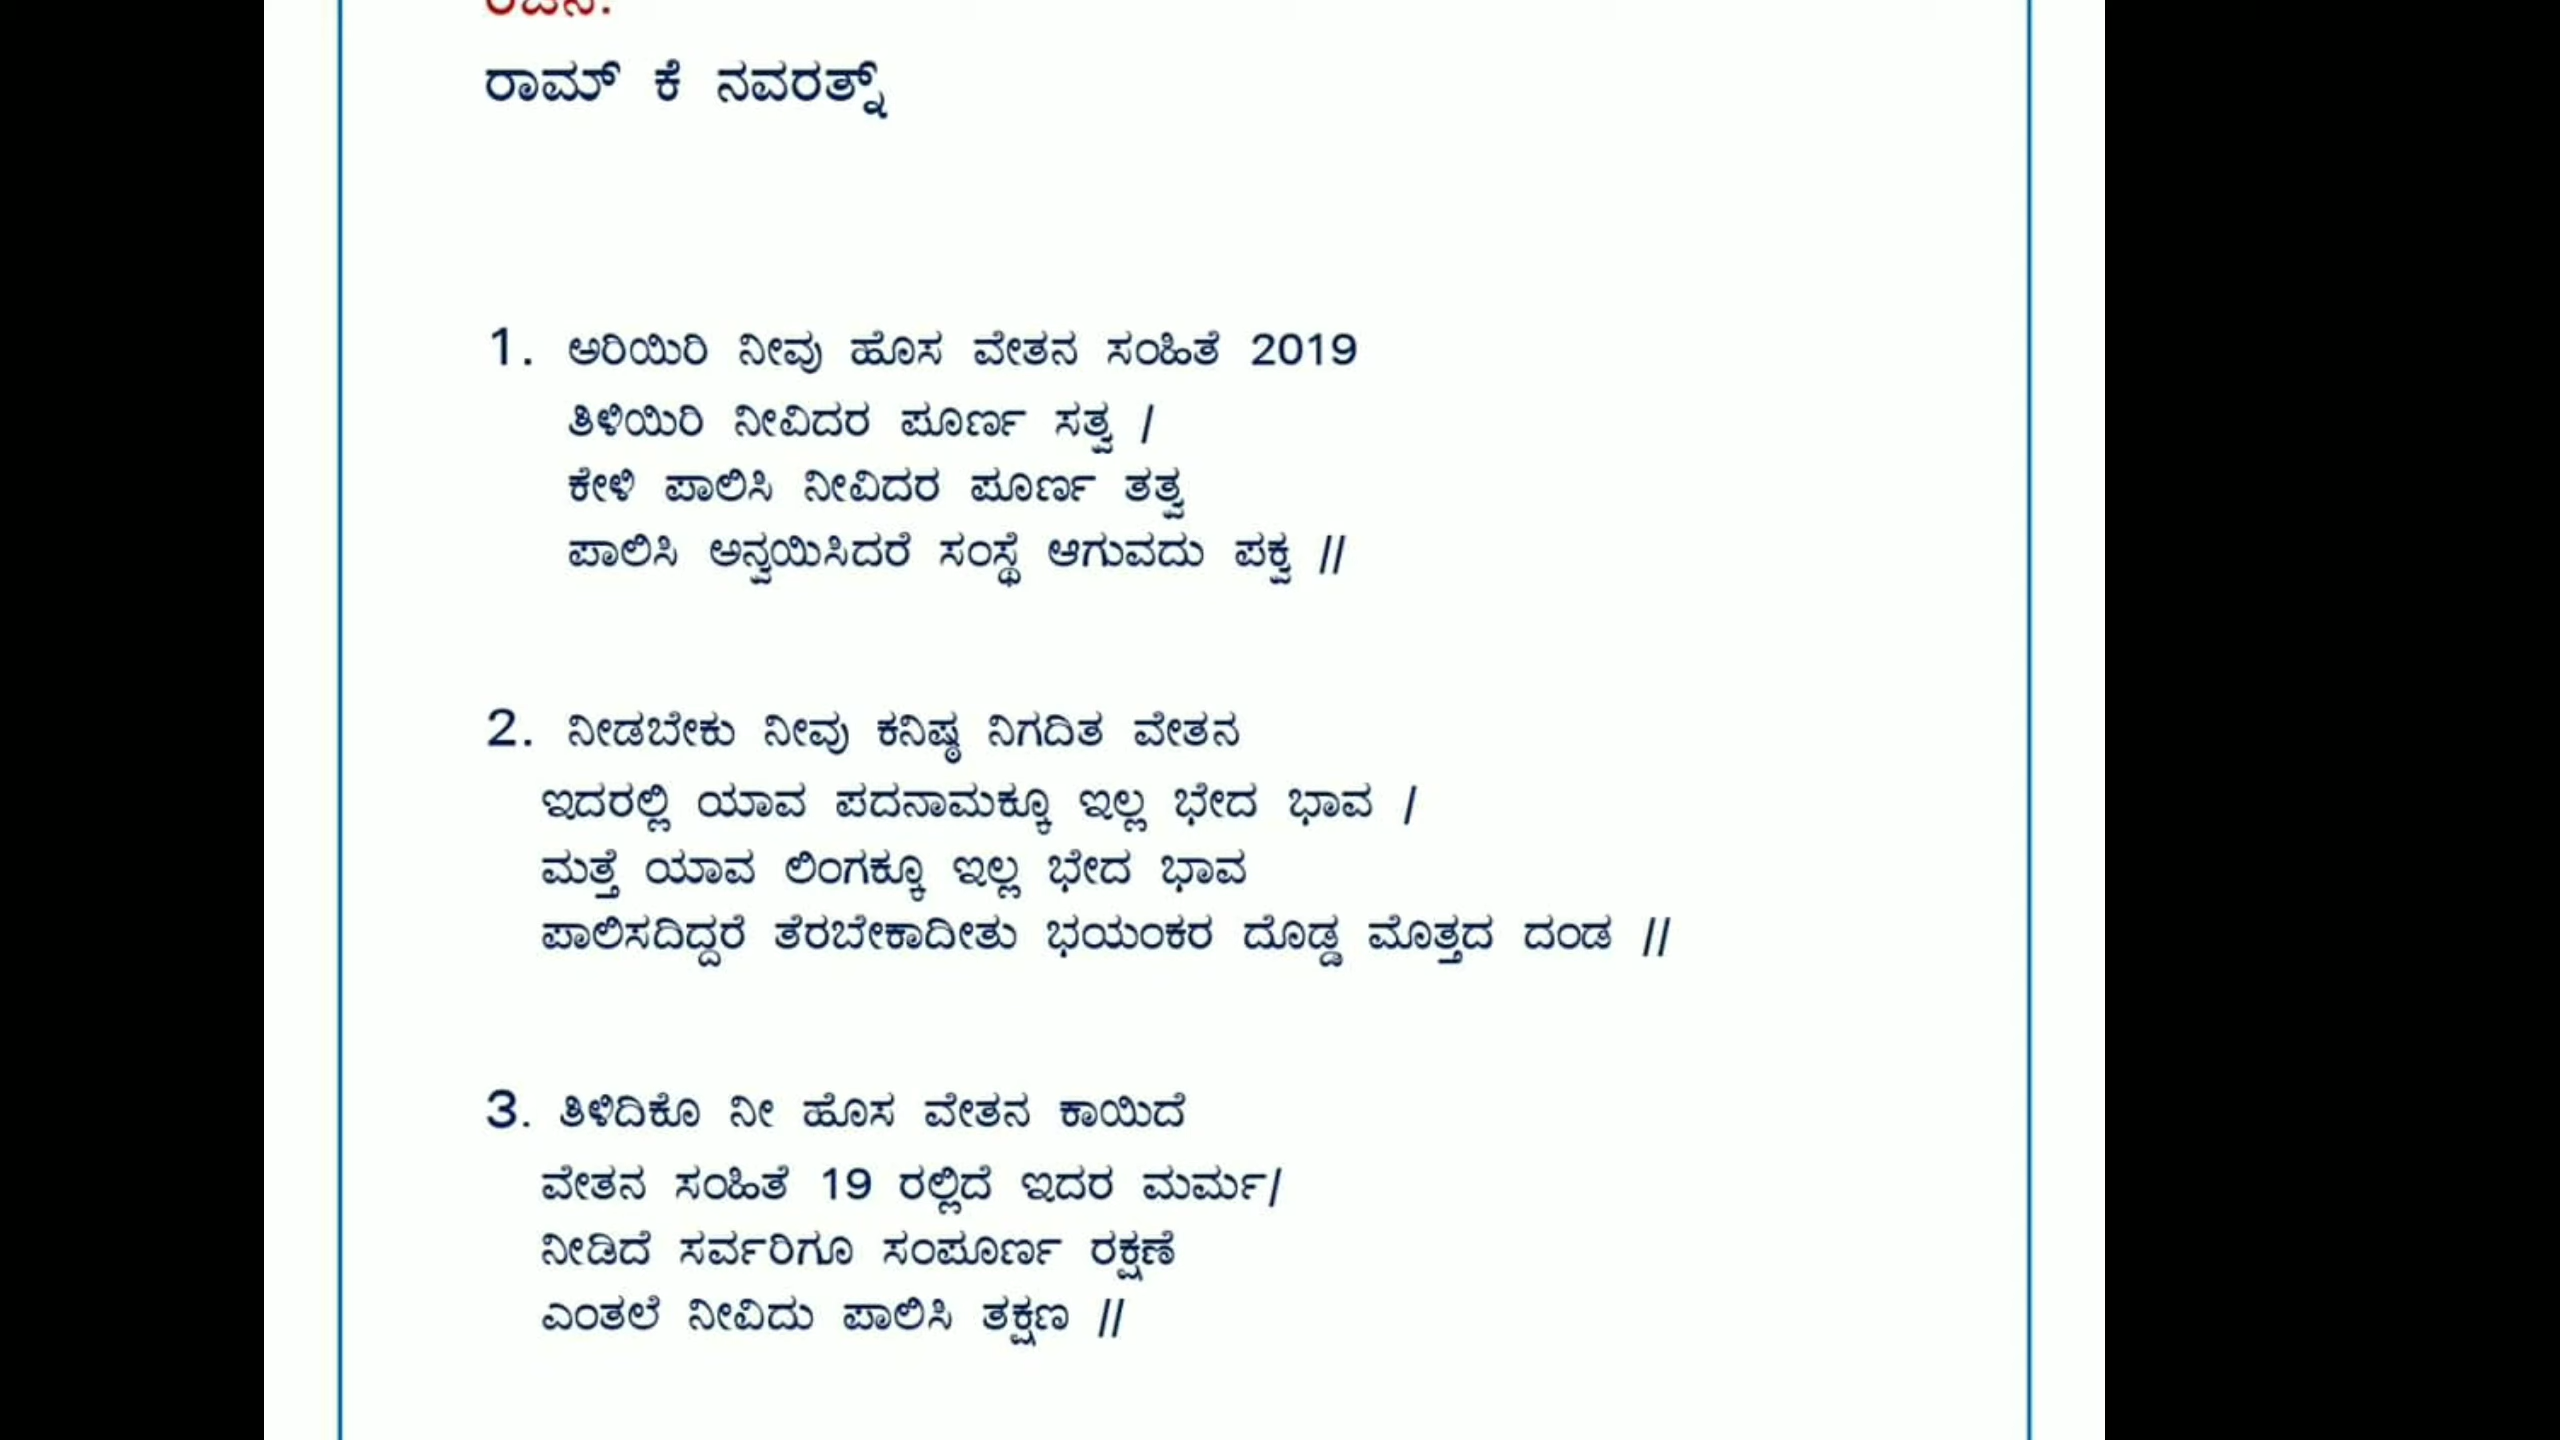 ರಚನೆ:
ರಾಮ್ ಕೆ ನವರತ್ನ್
1. ಅರಿಯಿರಿ ನೀವು ಹೊಸ ವೇತನ ಸಂಹಿತೆ 2019
ತಿಳಿಯಿರಿ ನೀವಿದರ ಪೂರ್ಣ ಸತ್ವ /
ಕೇಳಿ ಪಾಲಿಸಿ ನೀವಿದರ ಪೂರ್ಣ ತತ್ವ
ಪಾಲಿಸಿ ಅನ್ವಯಿಸಿದರೆ ಸಂಸ್ಥೆ ಆಗುವದು ಪಕ್ವ //
2. ನೀಡಬೇಕು ನೀವು ಕನಿಷ್ಠ ನಿಗದಿತ ವೇತನ
ಇದರಲ್ಲಿ ಯಾವ ಪದನಾಮಕ್ಕೂ ಇಲ್ಲ ಭೇದ ಭಾವ /
ಮತ್ತೆ ಯಾವ ಲಿಂಗಕ್ಕೂ ಇಲ್ಲ ಭೇದ ಭಾವ
ಪಾಲಿಸದಿದ್ದರೆ ತೆರಬೇಕಾದೀತು ಭಯಂಕರ ದೊಡ್ಡ ಮೊತ್ತದ ದಂಡ //
3. ತಿಳಿದಿಕೊ ನೀ ಹೊಸ ವೇತನ ಕಾಯಿದೆ
ವೇತನ ಸಂಹಿತೆ 19 ರಲ್ಲಿದೆ ಇದರ ಮರ್ಮ/
ನೀಡಿದೆ ಸರ್ವರಿಗೂ ಸಂಪೂರ್ಣ ರಕ್ಷಣೆ
ಎಂತಲೆ ನೀವಿದು ಪಾಲಿಸಿ ತಕ್ಷಣ //